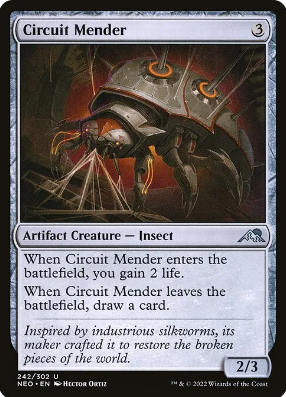 Circuit Mender 3
Artifact Creature — Insect
When Circuit Mender enters the
battlefield, you gain 2 life.
When Circuit Mender leaves the
battlefield, draw a card.
Inspired by industrious silkworms, its
maker crafted it to restore the broken
pieces of the world.
2/3
242/302 U
NEO • EN Hector Ortiz
™ & © 2022 Wizards of the Coast